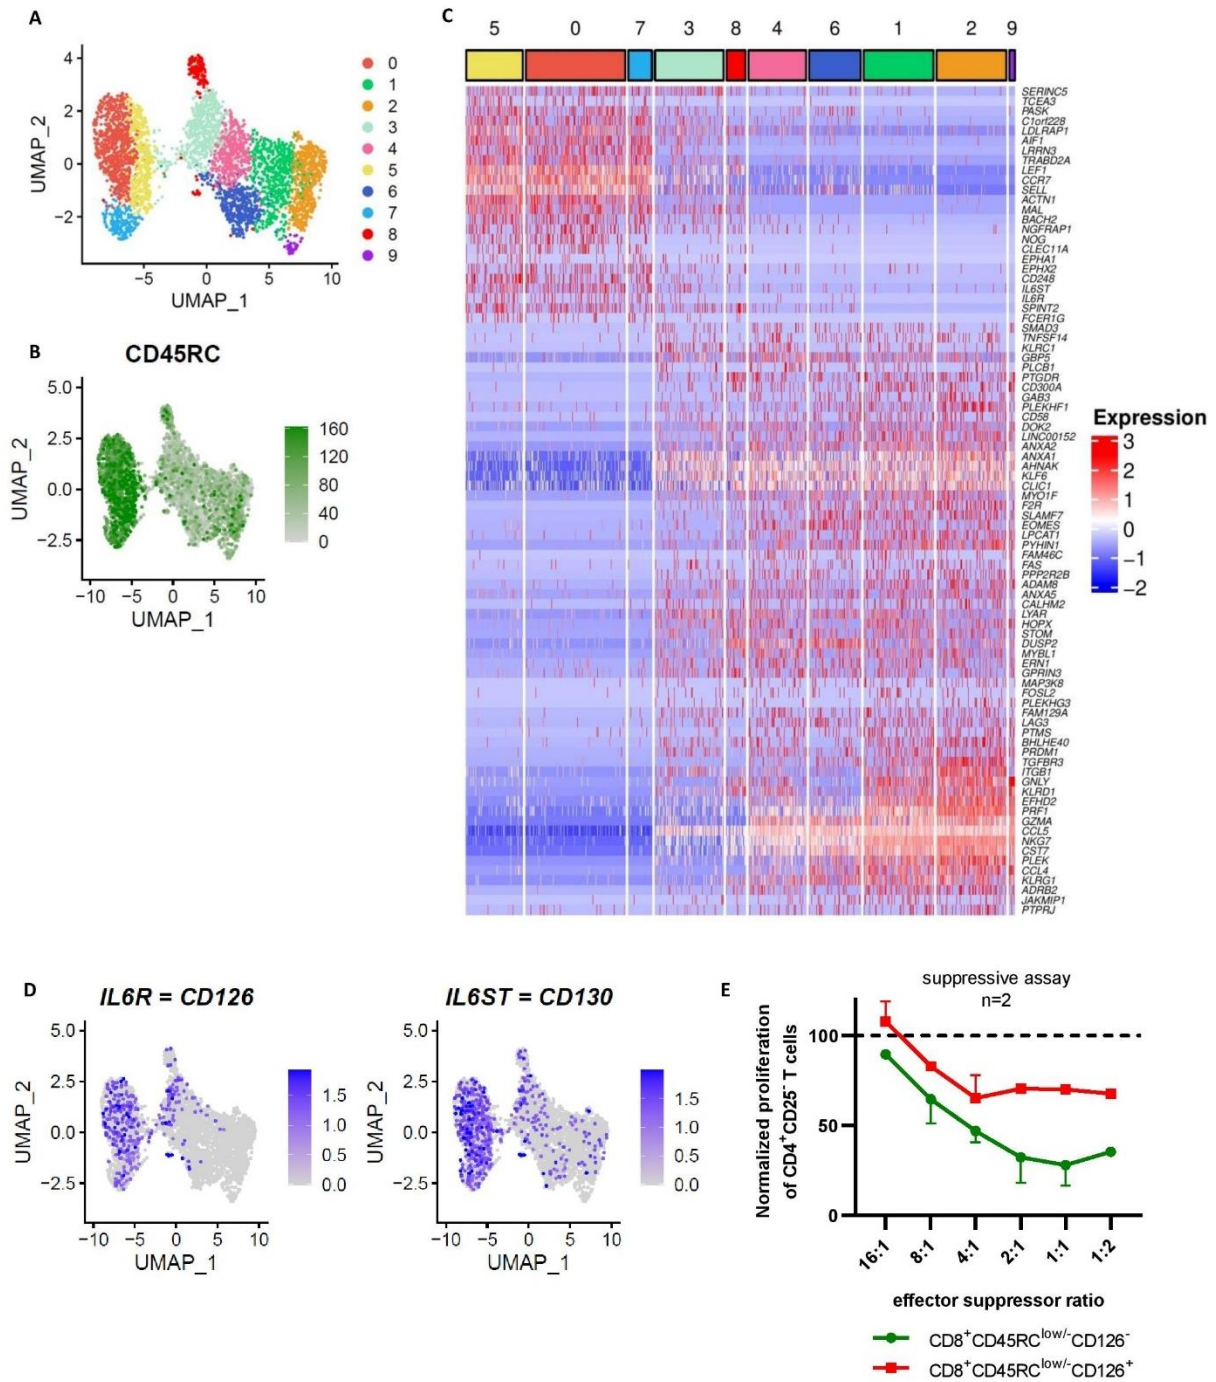 A
4
2
0
−2
UMAP_2
−5
0
5
10
UMAP_1
0
1
2
3
4
5
6
7
8
9
B
CD45RC
5.0
2.5
0.0
−2.5
UMAP_2
−10
−5
0
5
10
UMAP_1
160
120
80
40
0
C
5 0 7 3 8 4 6 1 2 9
SERINC5
TCEA3
PASK
C1orf228
LDLRAP1
AIF1
LRRN3
TRABD2A
LEF1
CCR7
SELL
ACTN1
MAL
BACH2
NGFRAP1
NOG
CLEC11A
EPHA1
EPHX2
CD248
IL6ST
IL6R
SPINT2
FCER1G
SMAD3
TNFSF14
KLRC1
GBP5
PLCB1
PTGDR
CD300A
GAB3
PLEKHF1
CD58
DOK2
LINC00152
ANXA2
ANXA1
AHNAK
KLF6
CLIC1
MYO1F
F2R
SLAMF7
EOMES
LPCAT1
PYHIN1
FAM46C
FAS
PPP2R2B
ADAM8
ANXA5
CALHM2
LYAR
HOPX
STOM
DUSP2
MYBL1
ERN1
GPRIN3
MAP3K8
FOSL2
PLEKHG3
FAM129A
LAG3
PTMS
BHLHE40
PRDM1
TGFBR3
ITGB1
GNLY
KLRD1
EFHD2
PRF1
GZMA
CCL5
NKG7
CST7
PLEK
CCL4
KLRG1
ADRB2
JAKMIP1
PTPRJ
Expression
3
2
1
0
−1
−2
D
IL6R = CD126
5.0
2.5
0.0
−2.5
UMAP_2
−10
−5
0
5
10
UMAP_1
1.5
1.0
0.5
0.0
IL6ST = CD130
5.0
2.5
0.0
−2.5
UMAP_2
−10
−5
0
5
10
UMAP_1
1.5
1.0
0.5
0.0
E
suppressive assay
n=2
Normalized proliferation
of CD4⁺CD25⁻ T cells
100
50
0
16:1
8:1
4:1
2:1
1:1
1:2
effector suppressor ratio
CD8⁺CD45RC^low/-CD126⁻
CD8⁺CD45RC^low/-CD126⁺